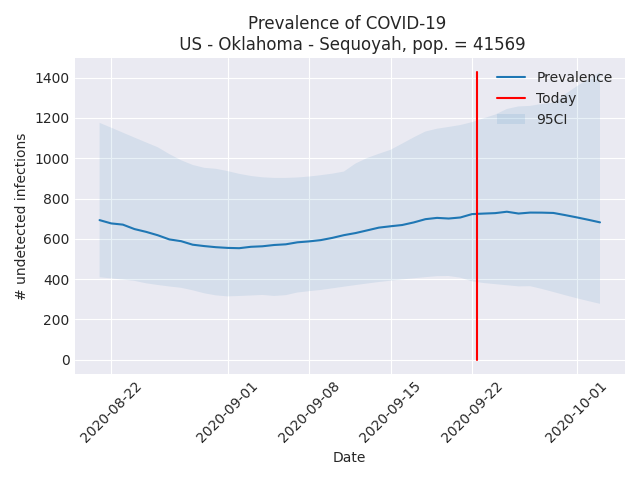 Prevalence of COVID-19
US - Oklahoma - Sequoyah, pop. = 41569
# undetected infections
1400
1200
1000
800
600
400
200
0
Prevalence
Today
95CI
2020-08-22
2020-09-01
2020-09-08
2020-09-15
2020-09-22
2020-10-01
Date